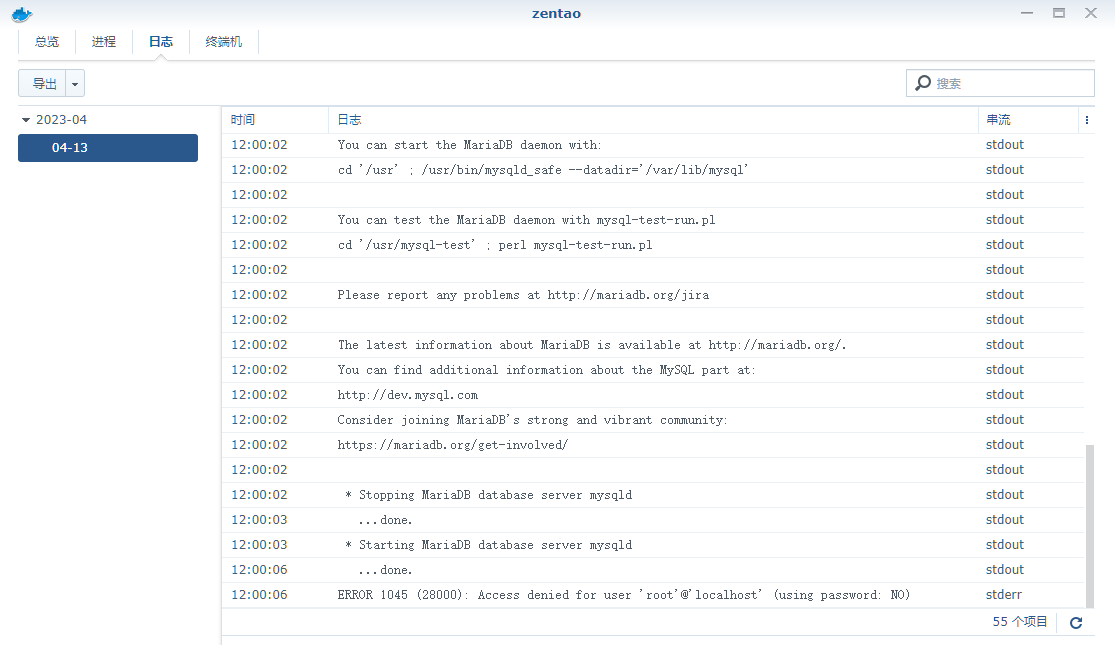 zentao
总览 进程 日志 终端机
导出 搜索
2023-04
04-13
时间 日志 串流
12:00:02 You can start the MariaDB daemon with: stdout
12:00:02 cd '/usr' ; /usr/bin/mysqld_safe --datadir='/var/lib/mysql' stdout
12:00:02 stdout
12:00:02 You can test the MariaDB daemon with mysql-test-run.pl stdout
12:00:02 cd '/usr/mysql-test' ; perl mysql-test-run.pl stdout
12:00:02 stdout
12:00:02 Please report any problems at http://mariadb.org/jira stdout
12:00:02 stdout
12:00:02 The latest information about MariaDB is available at http://mariadb.org/. stdout
12:00:02 You can find additional information about the MySQL part at: stdout
12:00:02 http://dev.mysql.com stdout
12:00:02 Consider joining MariaDB's strong and vibrant community: stdout
12:00:02 https://mariadb.org/get-involved/ stdout
12:00:02 stdout
12:00:02 * Stopping MariaDB database server mysqld stdout
12:00:03 ...done. stdout
12:00:03 * Starting MariaDB database server mysqld stdout
12:00:06 ...done. stdout
12:00:06 ERROR 1045 (28000): Access denied for user 'root'@'localhost' (using password: NO) stderr
55 个项目